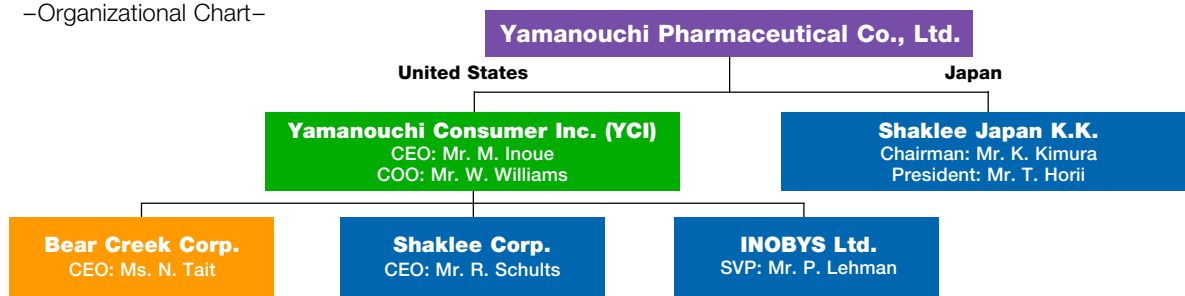 –Organizational Chart–
Yamanouchi Pharmaceutical Co., Ltd.
United States
Japan
Yamanouchi Consumer Inc. (YCI)
CEO: Mr. M. Inoue
COO: Mr. W. Williams
Shaklee Japan K.K.
Chairman: Mr. K. Kimura
President: Mr. T. Horii
Bear Creek Corp.
CEO: Ms. N. Tait
Shaklee Corp.
CEO: Mr. R. Schults
INOBYS Ltd.
SVP: Mr. P. Lehman